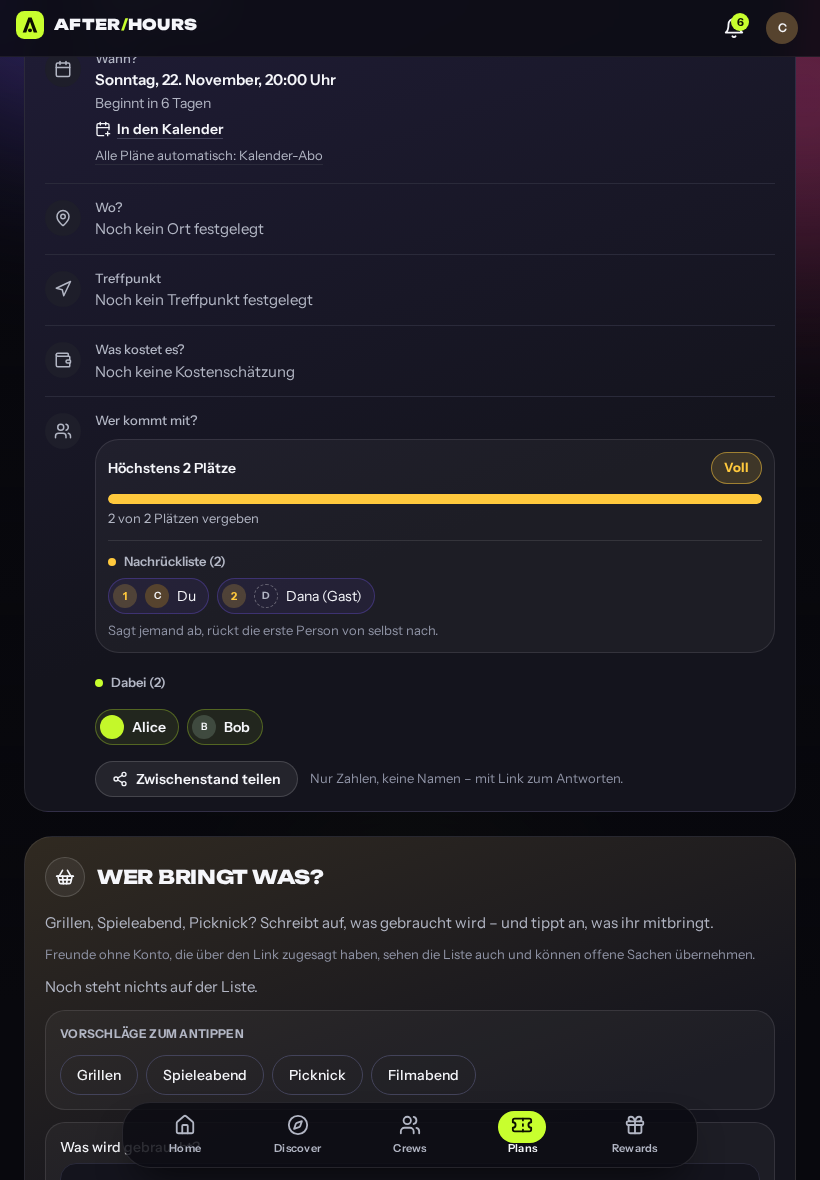 AFTER/HOURS
6
C
Wann?
Sonntag, 22. November, 20:00 Uhr
Beginnt in 6 Tagen
In den Kalender
Alle Pläne automatisch: Kalender-Abo
Wo?
Noch kein Ort festgelegt
Treffpunkt
Noch kein Treffpunkt festgelegt
Was kostet es?
Noch keine Kostenschätzung
Wer kommt mit?
Höchstens 2 Plätze
Voll
2 von 2 Plätzen vergeben
Nachrückliste (2)
1 C Du 2 D Dana (Gast)
Sagt jemand ab, rückt die erste Person von selbst nach.
Dabei (2)
Alice B Bob
Zwischenstand teilen Nur Zahlen, keine Namen – mit Link zum Antworten.
WER BRINGT WAS?
Grillen, Spieleabend, Picknick? Schreibt auf, was gebraucht wird – und tippt an, was ihr mitbringt.
Freunde ohne Konto, die über den Link zugesagt haben, sehen die Liste auch und können offene Sachen übernehmen.
Noch steht nichts auf der Liste.
VORSCHLÄGE ZUM ANTIPPEN
Grillen Spieleabend Picknick Filmabend
Was wird gebraucht?
Home Discover Crews Plans Rewards